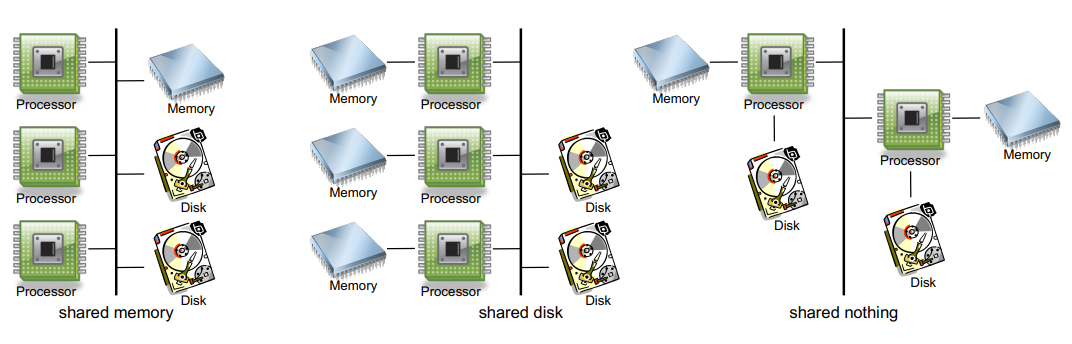 Processor
Memory
Processor
Disk
Processor
Disk
shared memory
Memory
Processor
Memory
Processor
Disk
Memory
Processor
Disk
shared disk
Memory
Processor
Disk
Processor
Memory
Disk
shared nothing